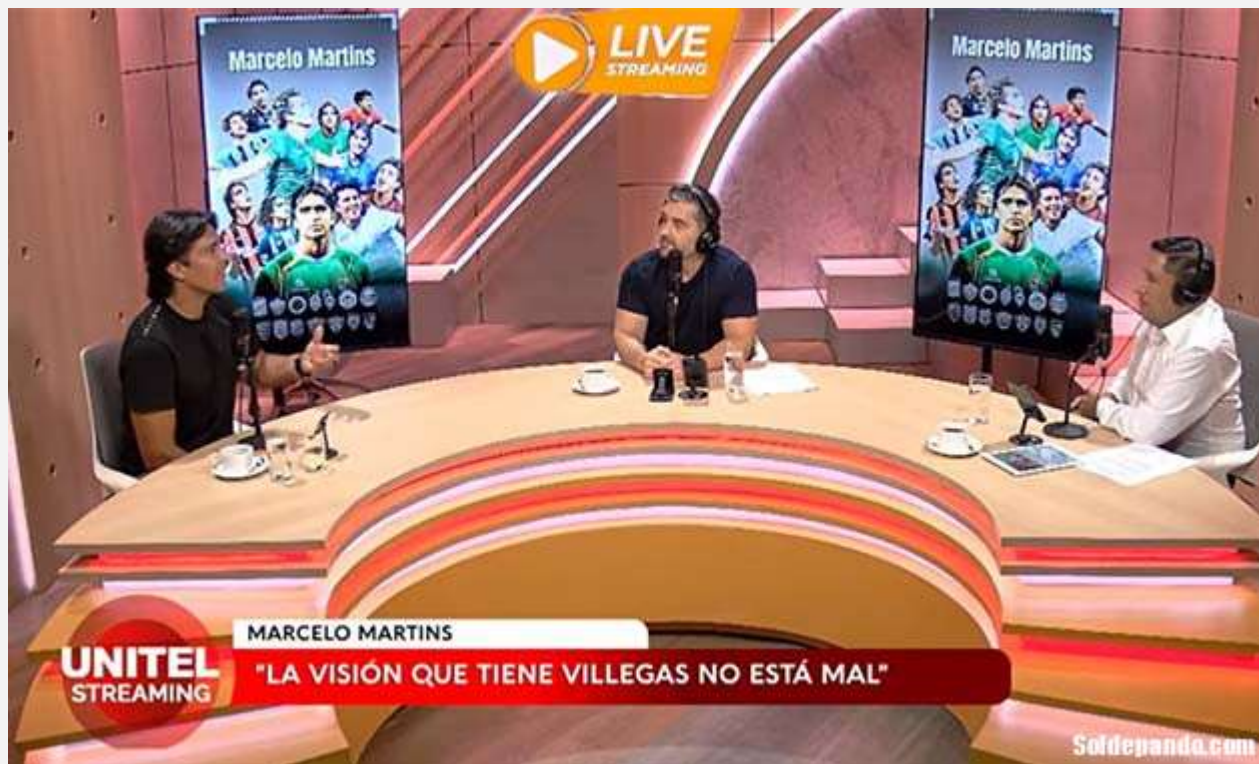 Marcelo Martins
LIVE
STREAMING
Marcelo Martins
UNITEL
STREAMING
MARCELO MARTINS
"LA VISIÓN QUE TIENE VILLEGAS NO ESTÁ MAL"
Soldepando.com